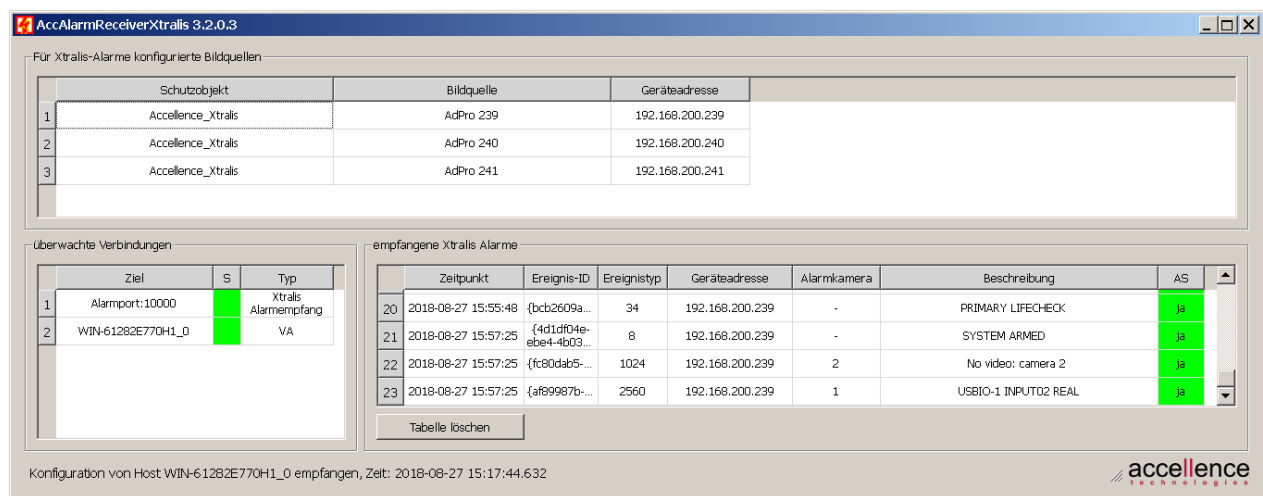 AccAlarmReceiverXtralis 3.2.0.3
Für Xtralis-Alarme konfigurierte Bildquellen
Schutzobjekt Bildquelle Geräteadresse
1 Accellence_Xtralis AdPro 239 192.168.200.239
2 Accellence_Xtralis AdPro 240 192.168.200.240
3 Accellence_Xtralis AdPro 241 192.168.200.241
überwachte Verbindungen
Ziel S Typ
1 Alarmport:10000 Xtralis Alarmempfang
2 WIN-61282E770H1_0 VA
empfangene Xtralis Alarme
Zeitpunkt Ereignis-ID Ereignistyp Geräteadresse Alarmkamera Beschreibung AS
20 2018-08-27 15:55:48 {bcb2609a... 34 192.168.200.239 - PRIMARY LIFECHECK ja
21 2018-08-27 15:57:25 {4d1df04e-ebe4-4b03... 8 192.168.200.239 - SYSTEM ARMED ja
22 2018-08-27 15:57:25 {fc80dab5-... 1024 192.168.200.239 2 No video: camera 2 ja
23 2018-08-27 15:57:25 {af89987b-... 2560 192.168.200.239 1 USBIO-1 INPUT02 REAL ja
Tabelle löschen
Konfiguration von Host WIN-61282E770H1_0 empfangen, Zeit: 2018-08-27 15:17:44.632
accellence
technologies